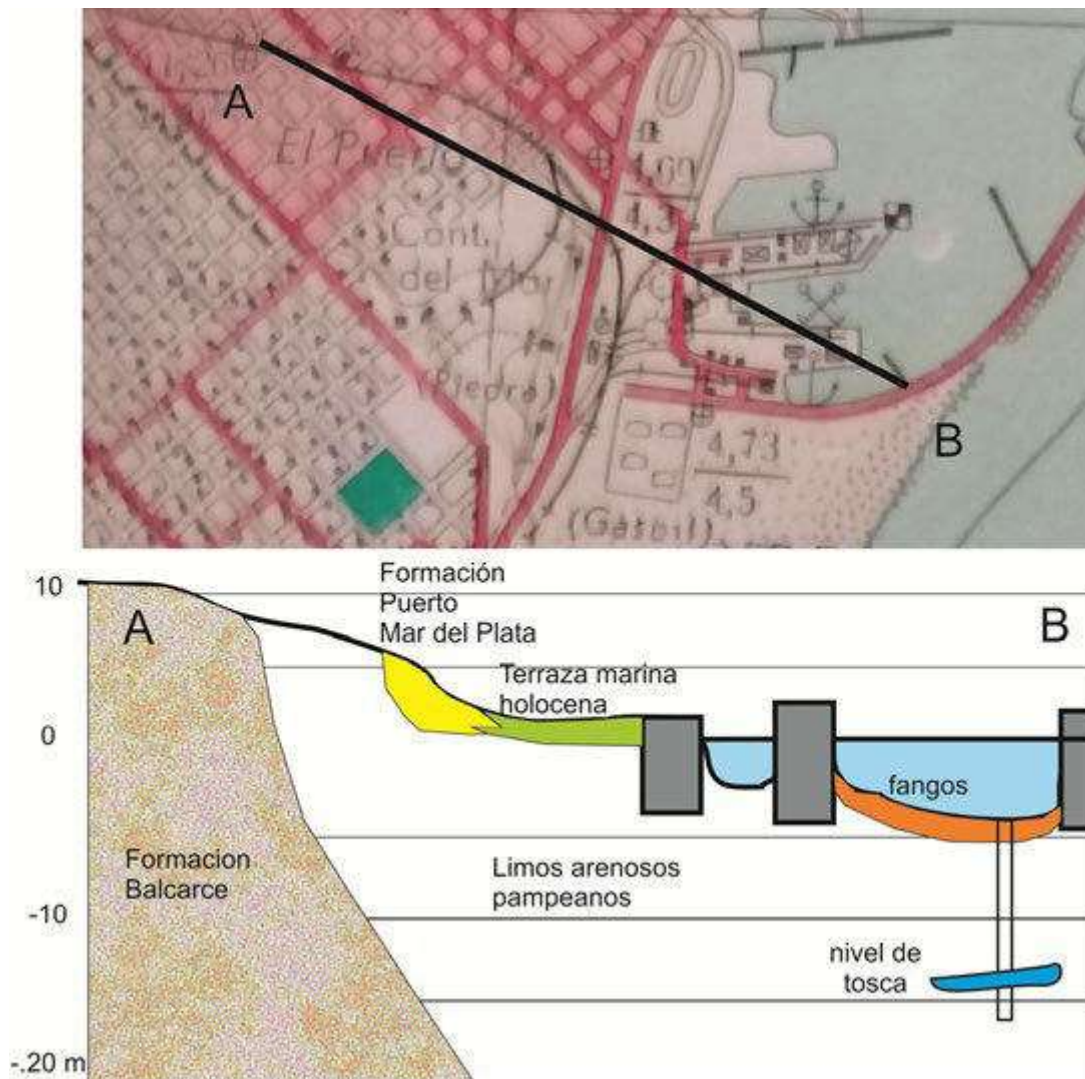 A
El Puerto
4,69
4,3
Cont.
del Mar
(Piedra)
B
4,73
4,5
(Gasoil)
10
Formación
Puerto
Mar del Plata
A
B
Terraza marina
holocena
0
fangos
Formacion
Balcarce
Limos arenosos
pampeanos
-10
nivel de
tosca
-.20 m